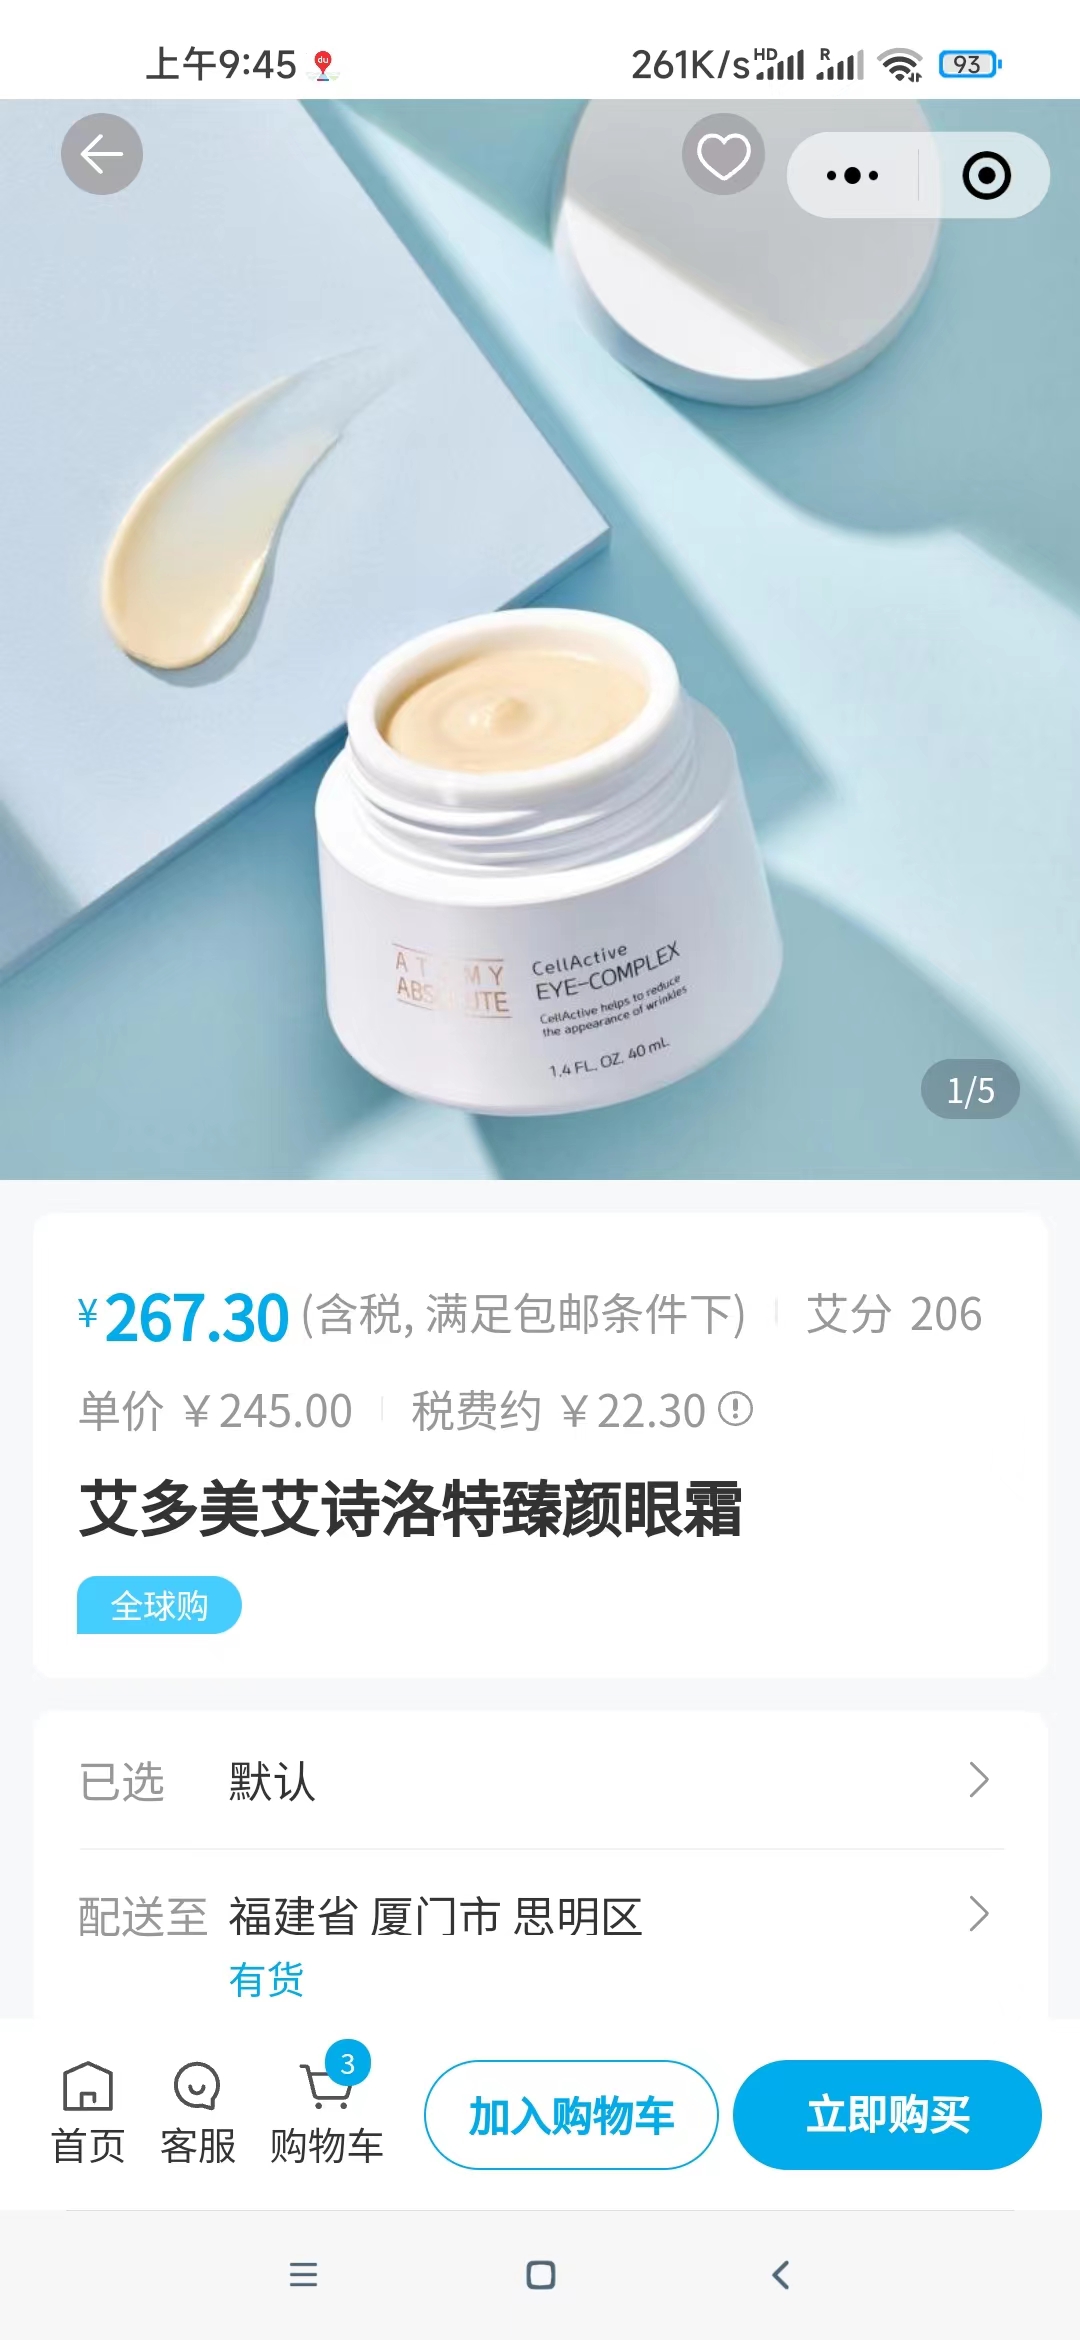 上午9:45
261K/s HD R 93
ATOMY
ABSOLUTE
CellActive
EYE-COMPLEX
CellActive helps to reduce
the appearance of wrinkles
1.4 FL. OZ. 40 mL
1/5
¥267.30 (含税, 满足包邮条件下) 艾分 206
单价 ¥245.00 税费约 ¥22.30
艾多美艾诗洛特臻颜眼霜
全球购
已选 默认
配送至 福建省 厦门市 思明区
有货
3
首页 客服 购物车 加入购物车 立即购买